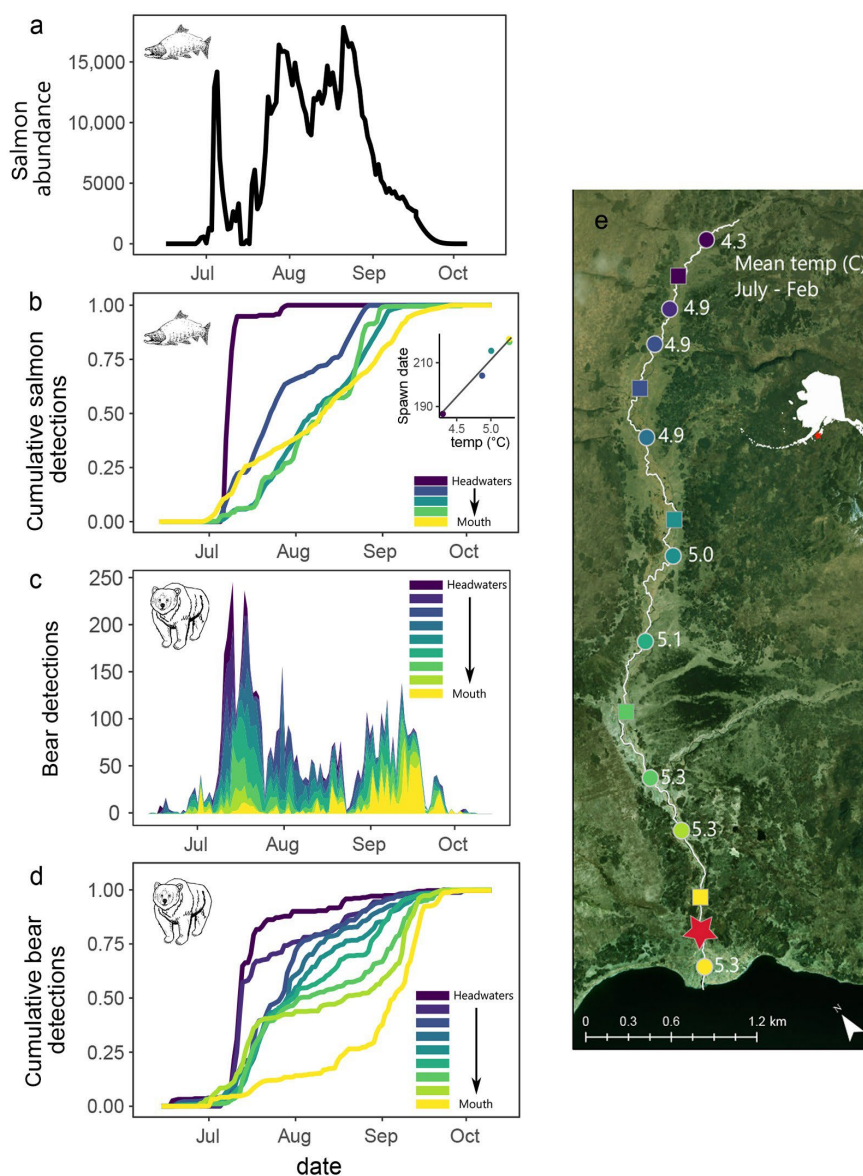 a
Salmon
abundance
15,000
10,000
5000
0
Jul
Aug
Sep
Oct
b
Cumulative salmon
detections
1.00
0.75
0.50
0.25
0.00
Spawn date
210
190
4.5
5.0
temp (°C)
Headwaters
Mouth
Jul
Aug
Sep
Oct
c
Bear detections
250
200
150
100
50
0
Headwaters
Mouth
Jul
Aug
Sep
Oct
d
Cumulative bear
detections
1.00
0.75
0.50
0.25
0.00
Headwaters
Mouth
Jul
Aug
Sep
Oct
date
e
4.3
Mean temp (C)
July - Feb
4.9
4.9
4.9
5.0
5.1
5.3
5.3
5.3
0 0.3 0.6 1.2 km
N